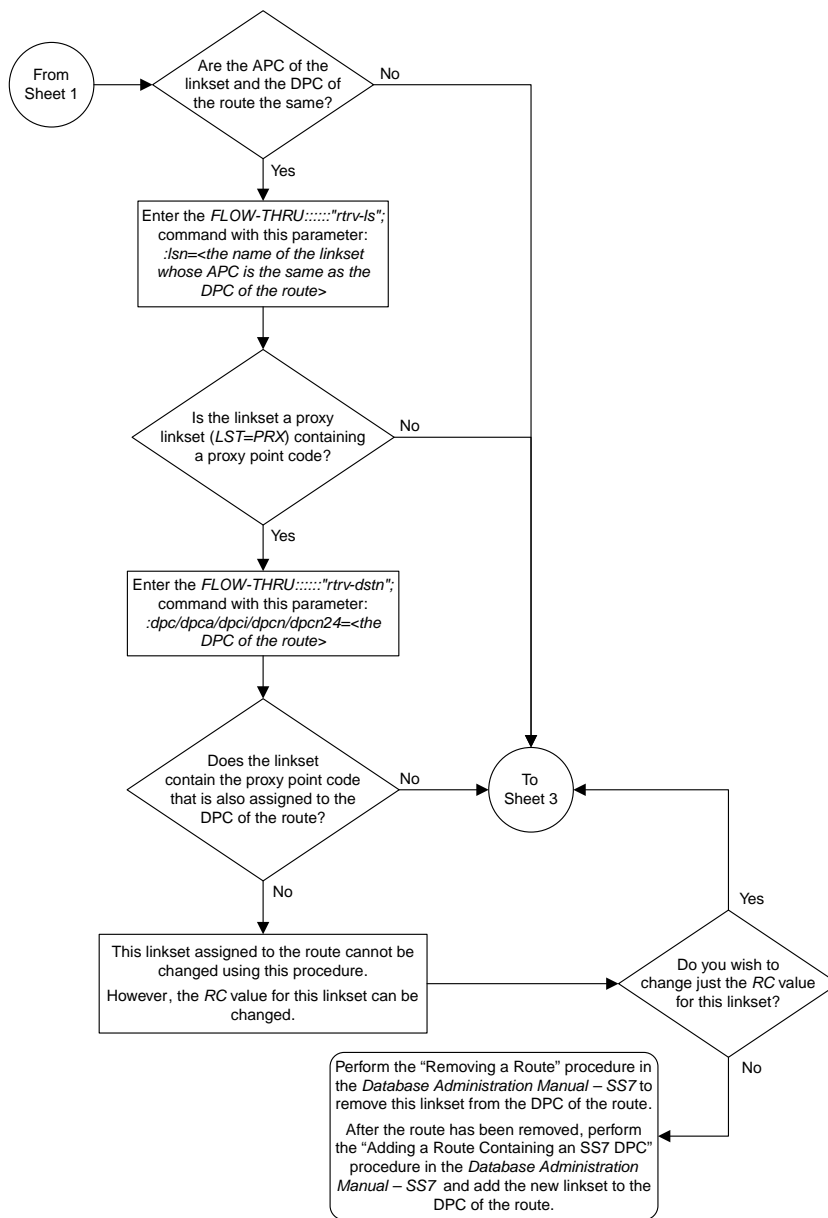 From
Sheet 1
Are the APC of the
linkset and the DPC of
the route the same?
No
Yes
Enter the FLOW-THRU::::::"rtrv-ls";
command with this parameter:
:lsn=<the name of the linkset
whose APC is the same as the
DPC of the route>
Is the linkset a proxy
linkset (LST=PRX) containing
a proxy point code?
No
Yes
Enter the FLOW-THRU::::::"rtrv-dstn";
command with this parameter:
:dpc/dpca/dpci/dpcn/dpcn24=<the
DPC of the route>
Does the linkset
contain the proxy point code
that is also assigned to the
DPC of the route?
No
To
Sheet 3
No
This linkset assigned to the route cannot be
changed using this procedure.
However, the RC value for this linkset can be
changed.
Yes
Do you wish to
change just the RC value
for this linkset?
No
Perform the “Removing a Route” procedure in
the Database Administration Manual – SS7 to
remove this linkset from the DPC of the route.
After the route has been removed, perform
the “Adding a Route Containing an SS7 DPC”
procedure in the Database Administration
Manual – SS7 and add the new linkset to the
DPC of the route.